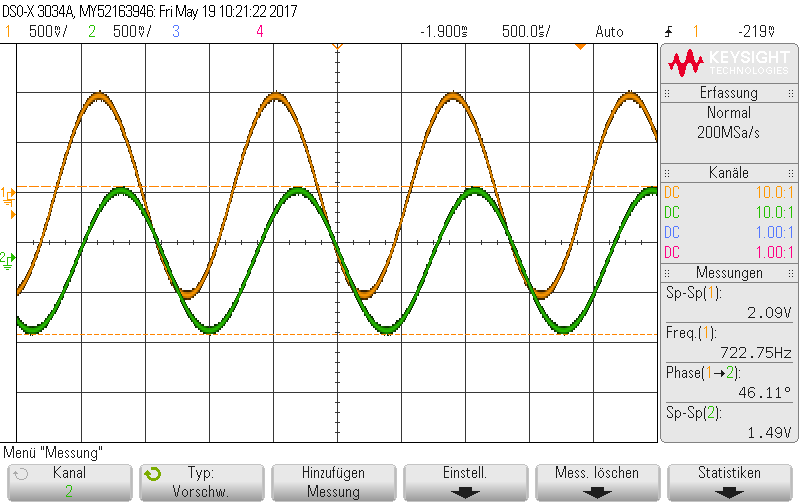 DSO-X 3034A, MY52163946: Fri May 19 10:21:22 2017
1 500mV/ 2 500mV/ 3 4 -1.900ms 500.0us/ Auto 1 -219mV
KEYSIGHT
TECHNOLOGIES
Erfassung
Normal
200MSa/s
Kanäle
DC 10.0:1
DC 10.0:1
DC 1.00:1
DC 1.00:1
Messungen
Sp-Sp(1):
2.09V
Freq.(1):
722.75Hz
Phase(1→2):
46.11°
Sp-Sp(2):
1.49V
1
2
Menü "Messung"
Kanal
2
Typ:
Vorschw.
Hinzufügen
Messung
Einstell.
Mess. löschen
Statistiken